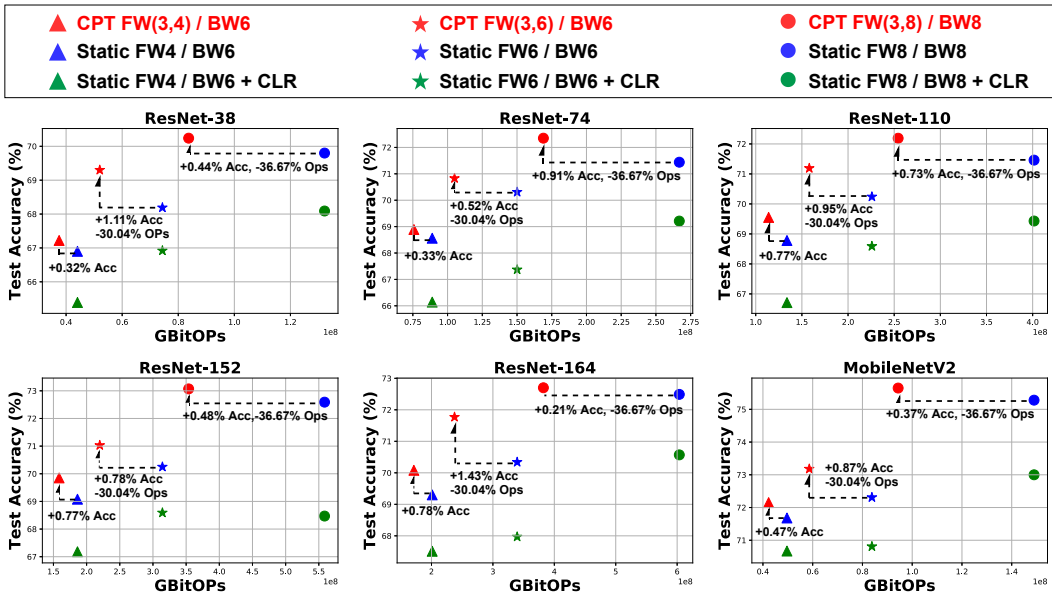 CPT FW(3,4) / BW6 CPT FW(3,6) / BW6 CPT FW(3,8) / BW8
Static FW4 / BW6 Static FW6 / BW6 Static FW8 / BW8
Static FW4 / BW6 + CLR Static FW6 / BW6 + CLR Static FW8 / BW8 + CLR
ResNet-38
Test Accuracy (%)
70
69
68
67
66
+0.44% Acc, -36.67% Ops
+1.11% Acc
-30.04% OPs
+0.32% Acc
0.4 0.6 0.8 1.0 1.2
1e8
GBitOPs
ResNet-74
Test Accuracy (%)
72
71
70
69
68
67
66
+0.91% Acc, -36.67% Ops
+0.52% Acc
-30.04% Ops
+0.33% Acc
0.75 1.00 1.25 1.50 1.75 2.00 2.25 2.50 2.75
1e8
GBitOPs
ResNet-110
Test Accuracy (%)
72
71
70
69
68
67
+0.73% Acc, -36.67% Ops
+0.95% Acc
-30.04% Ops
+0.77% Acc
1.0 1.5 2.0 2.5 3.0 3.5 4.0
1e8
GBitOPs
ResNet-152
Test Accuracy (%)
73
72
71
70
69
68
67
+0.48% Acc,-36.67% Ops
+0.78% Acc
-30.04% Ops
+0.77% Acc
1.5 2.0 2.5 3.0 3.5 4.0 4.5 5.0 5.5
1e8
GBitOPs
ResNet-164
Test Accuracy (%)
72
71
70
69
68
+0.21% Acc, -36.67% Ops
+1.43% Acc
-30.04% Ops
+0.78% Acc
2 3 4 5 6
1e8
GBitOPs
MobileNetV2
Test Accuracy (%)
75
74
73
72
71
+0.37% Acc, -36.67% Ops
+0.87% Acc
-30.04% Ops
+0.47% Acc
0.4 0.6 0.8 1.0 1.2 1.4
1e8
GBitOPs